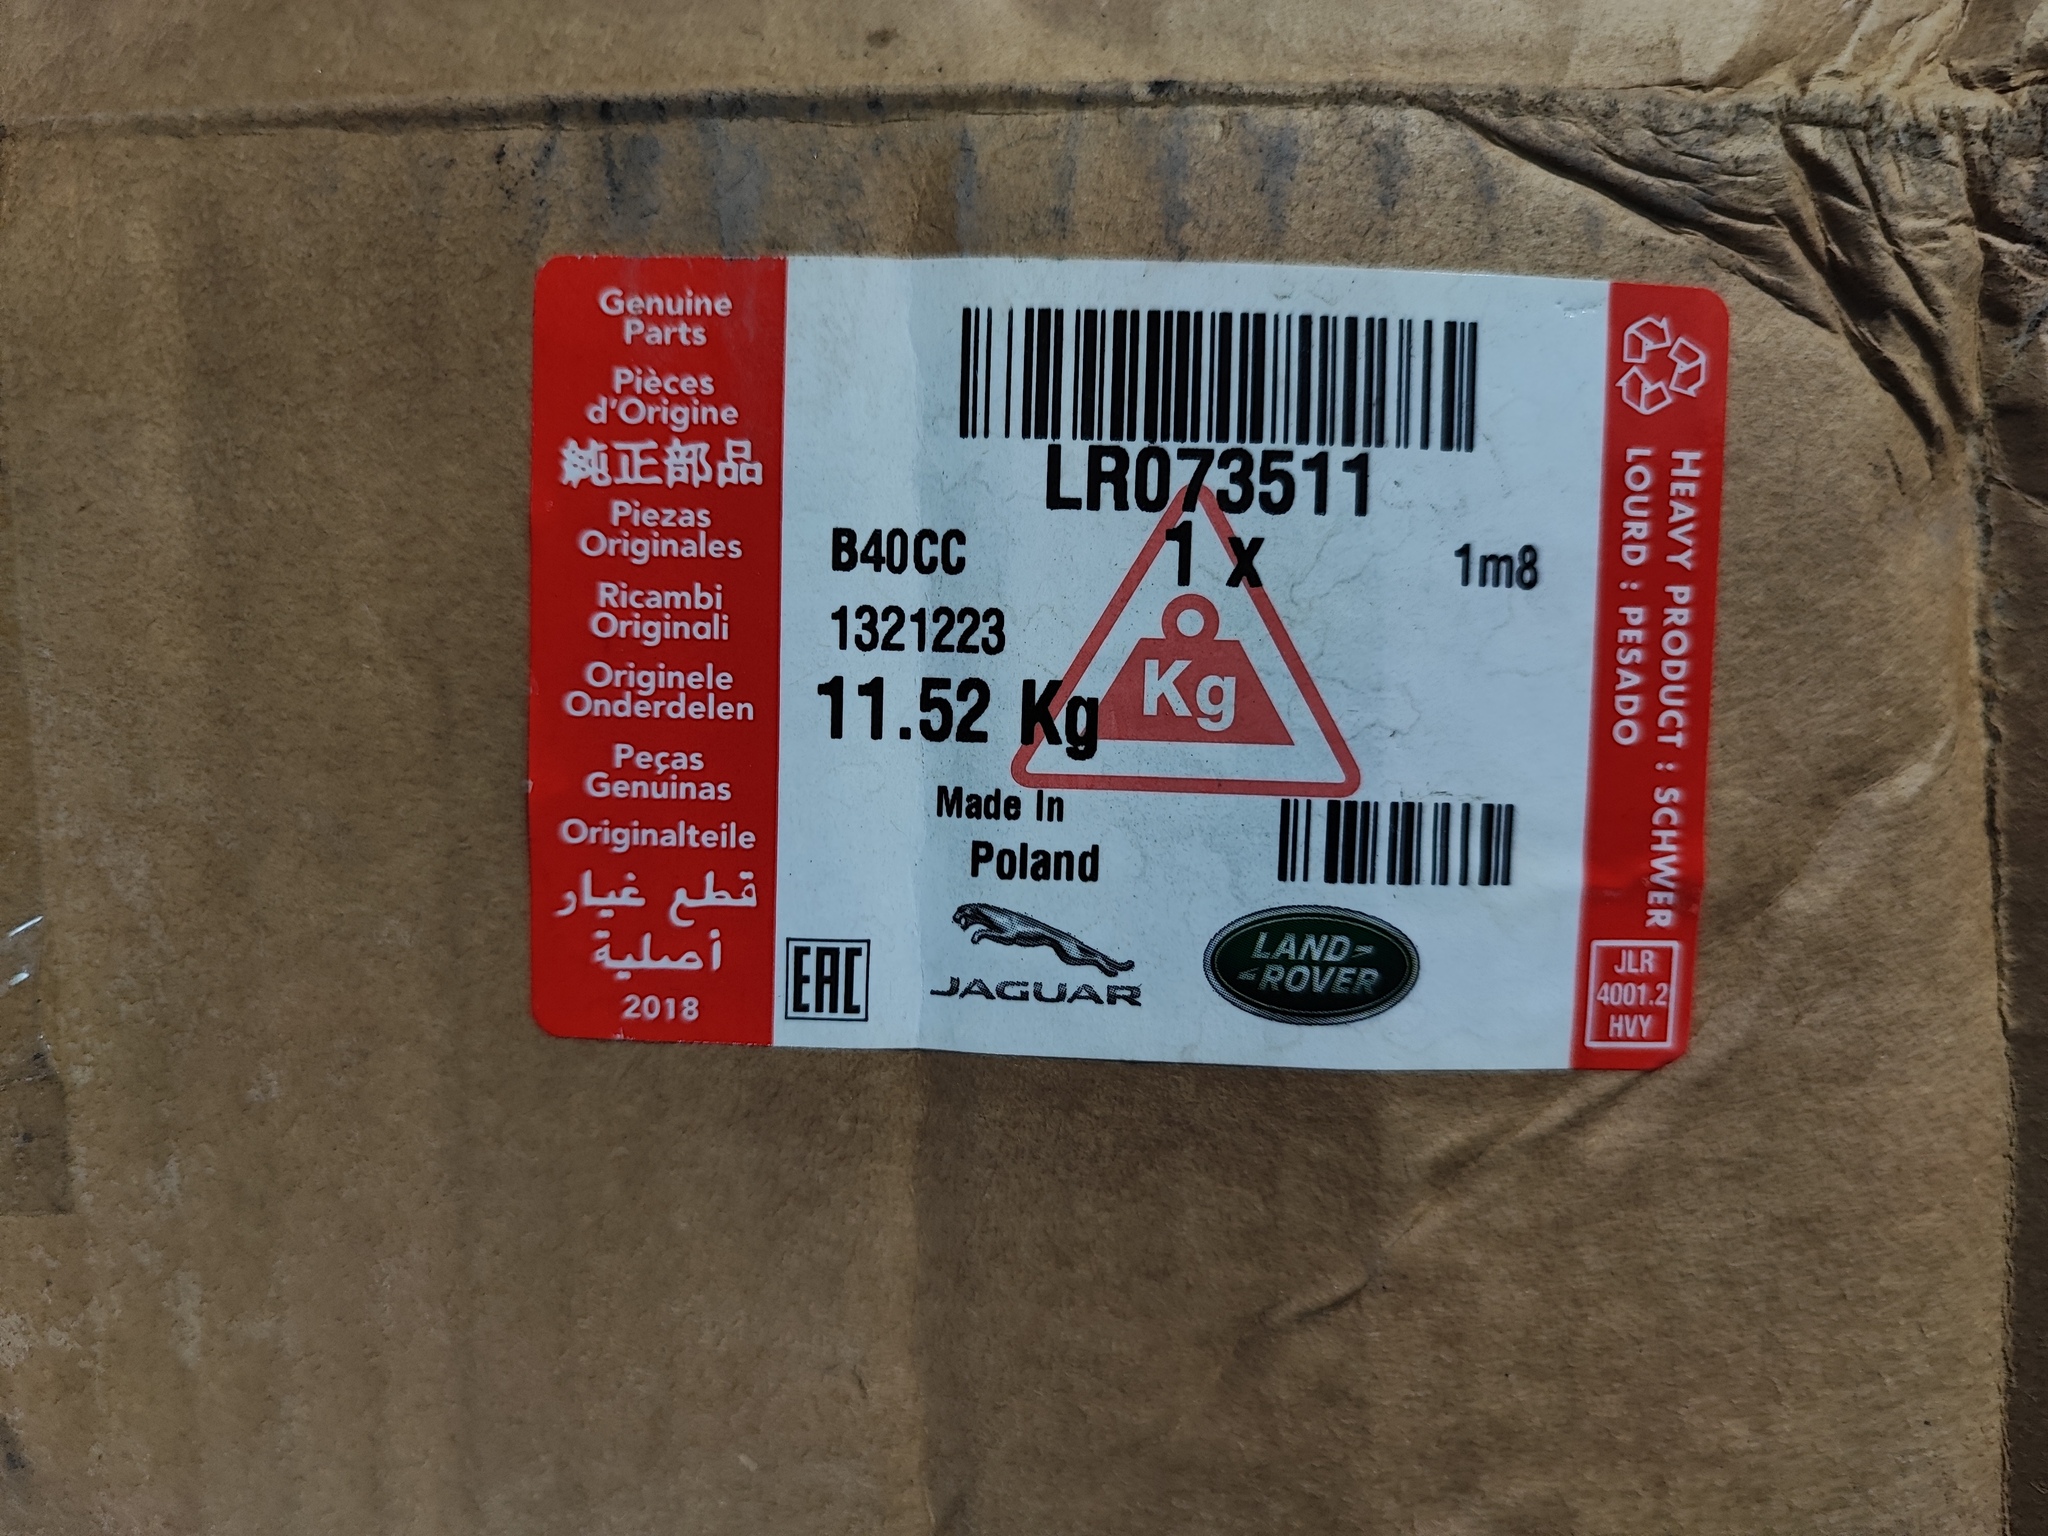 Genuine
Parts
Pièces
d'Origine
純正部品
Piezas
Originales
Ricambi
Originali
Originele
Onderdelen
Peças
Genuinas
Originalteile
قطع غيار
أصلية
2018
LR073511
B40CC
1 x
1m8
1321223
11.52 Kg
Kg
Made In
Poland
EAC
JAGUAR
LAND
ROVER
HEAVY PRODUCT : SCHWER
LOURD : PESADO
JLR
4001.2
HVY